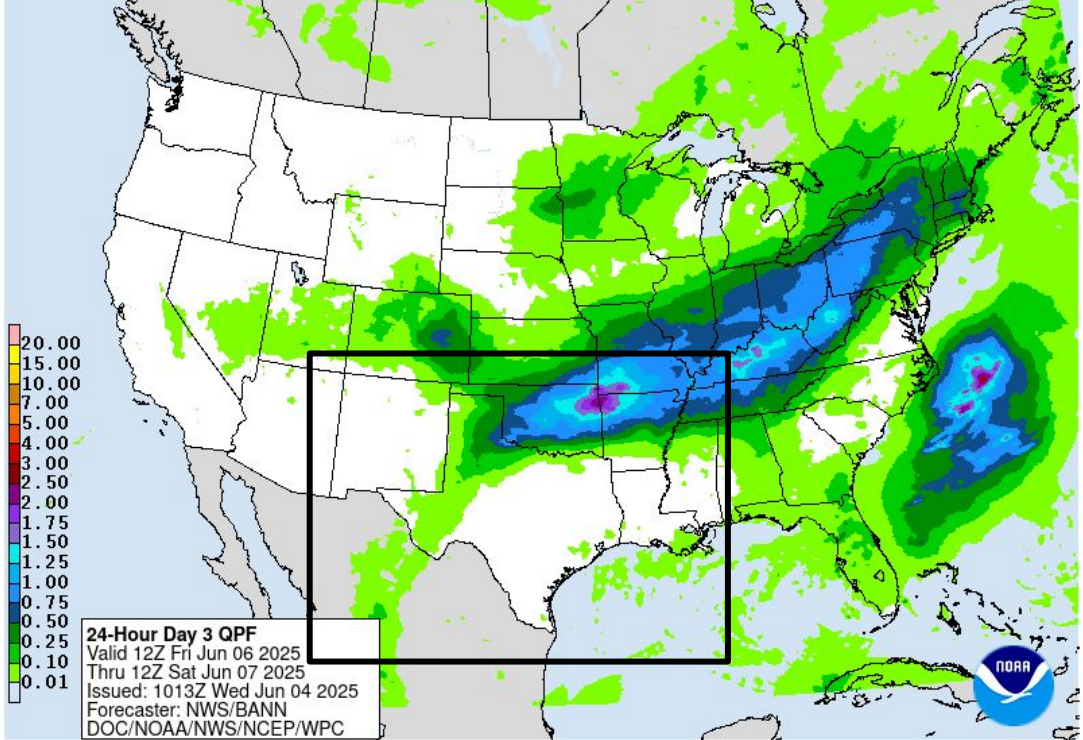 20.00
15.00
10.00
7.00
5.00
4.00
3.00
2.50
2.00
1.75
1.50
1.25
1.00
0.75
0.50
0.25
0.10
0.01
24-Hour Day 3 QPF
Valid 12Z Fri Jun 06 2025
Thru 12Z Sat Jun 07 2025
Issued: 1013Z Wed Jun 04 2025
Forecaster: NWS/BANN
DOC/NOAA/NWS/NCEP/WPC
NOAA